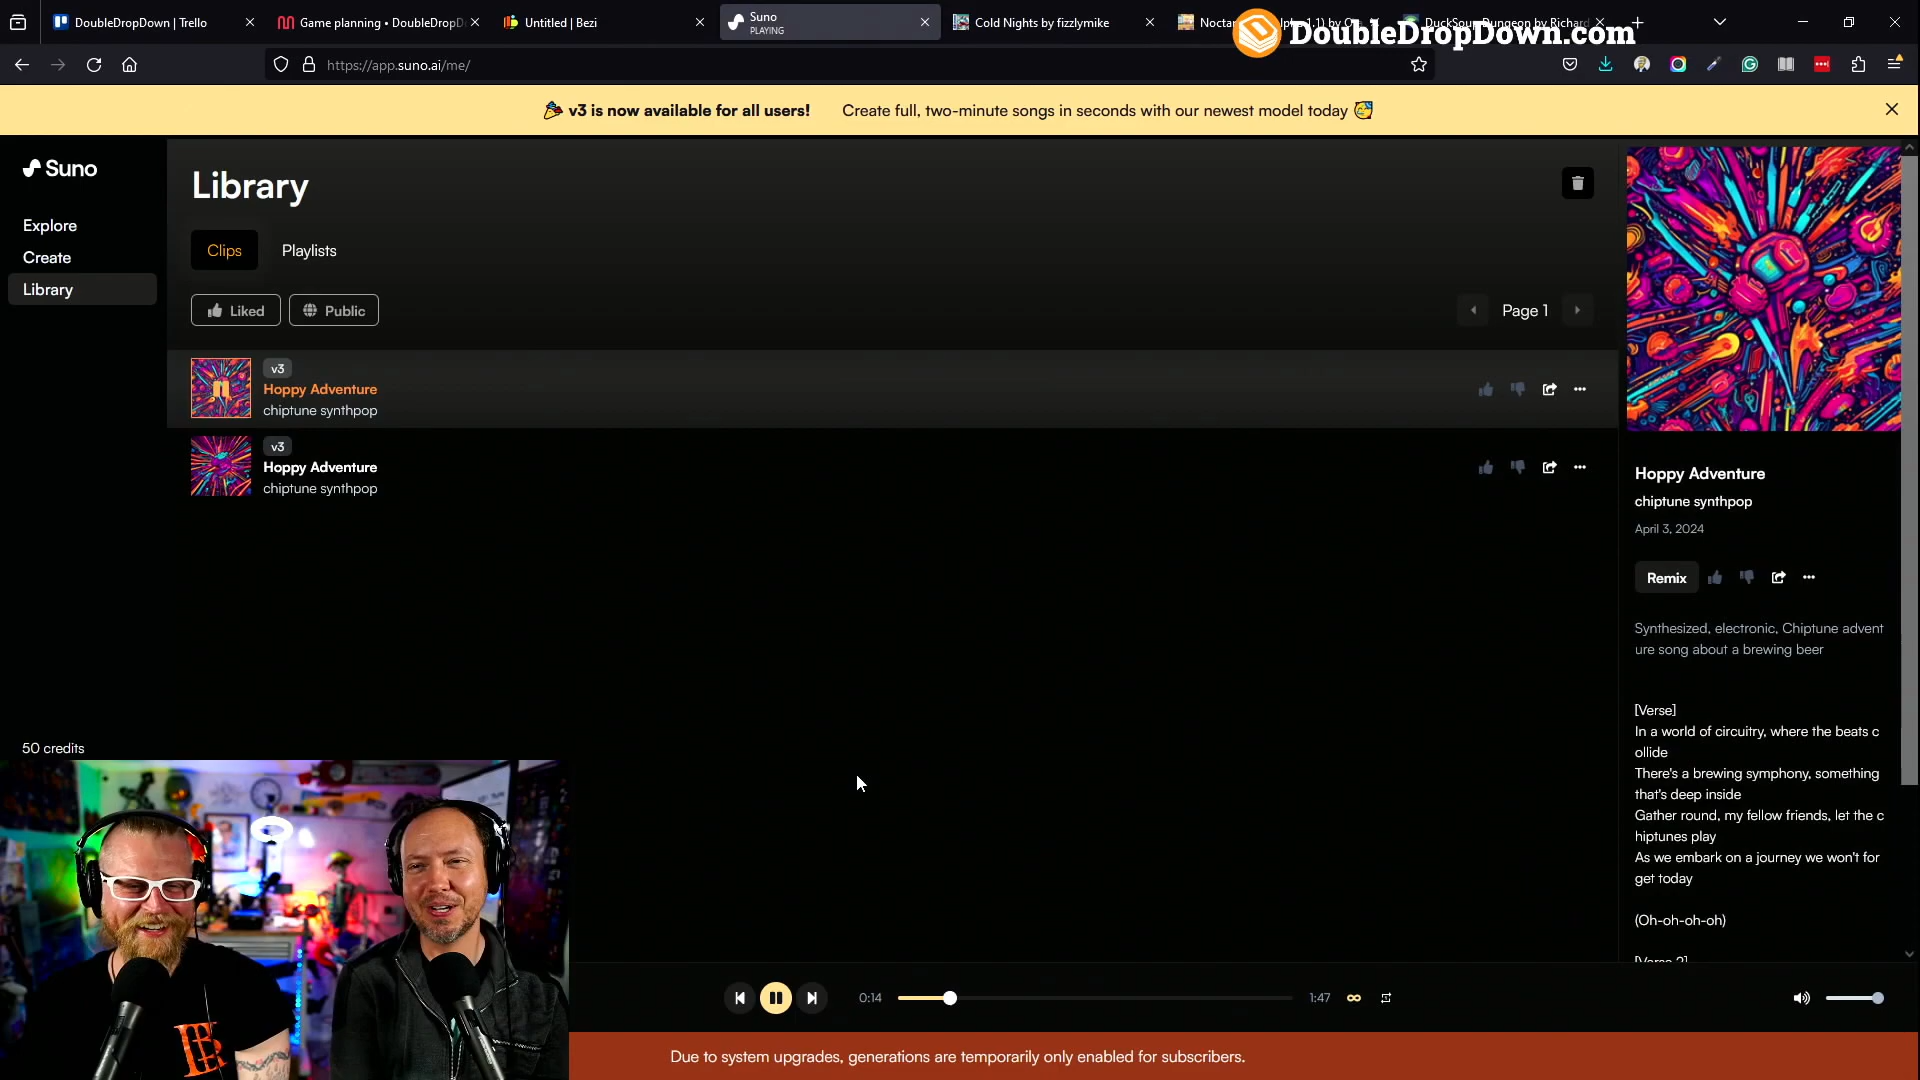 DoubleDropDown | Trello
Game planning • DoubleDropD
Untitled | Bezi
Suno
PLAYING
Cold Nights by fizzlymike
DuckSoup Dungeon by Richard
DoubleDropDown.com
https://app.suno.ai/me/
v3 is now available for all users! Create full, two-minute songs in seconds with our newest model today
Suno
Explore
Create
Library
50 credits
Library
Clips
Playlists
Liked
Public
Page 1
v3
Hoppy Adventure
chiptune synthpop
v3
Hoppy Adventure
chiptune synthpop
Hoppy Adventure
chiptune synthpop
April 3, 2024
Remix
Synthesized, electronic, Chiptune advent
ure song about a brewing beer
[Verse]
In a world of circuitry, where the beats c
ollide
There's a brewing symphony, something
that's deep inside
Gather round, my fellow friends, let the c
hiptunes play
As we embark on a journey we won't for
get today
(Oh-oh-oh-oh)
[Verse 2]
0:14
1:47
Due to system upgrades, generations are temporarily only enabled for subscribers.